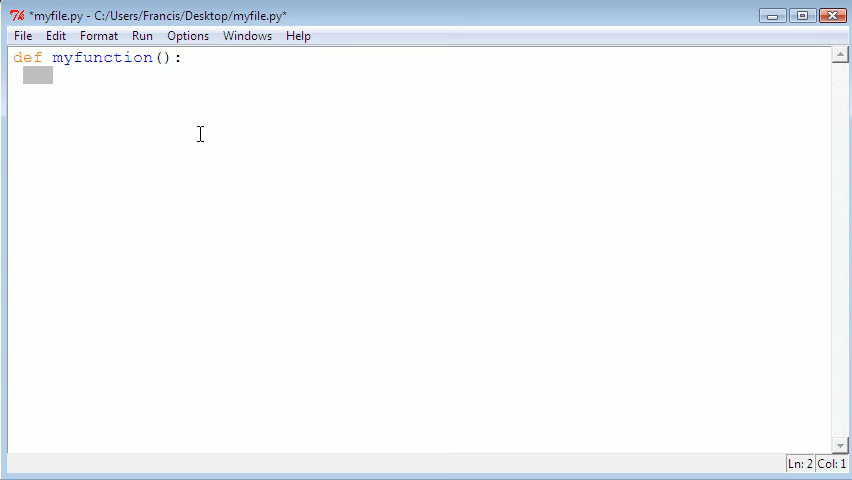 *myfile.py - C:/Users/Francis/Desktop/myfile.py*
File Edit Format Run Options Windows Help
def myfunction():
Ln: 2 Col: 1